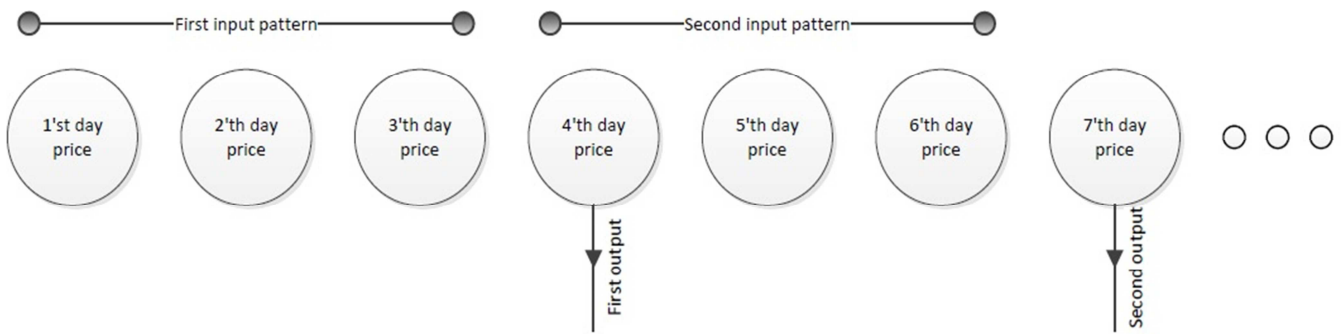 First input pattern
Second input pattern
1'st day
price
2'th day
price
3'th day
price
4'th day
price
5'th day
price
6'th day
price
7'th day
price
First output
Second output